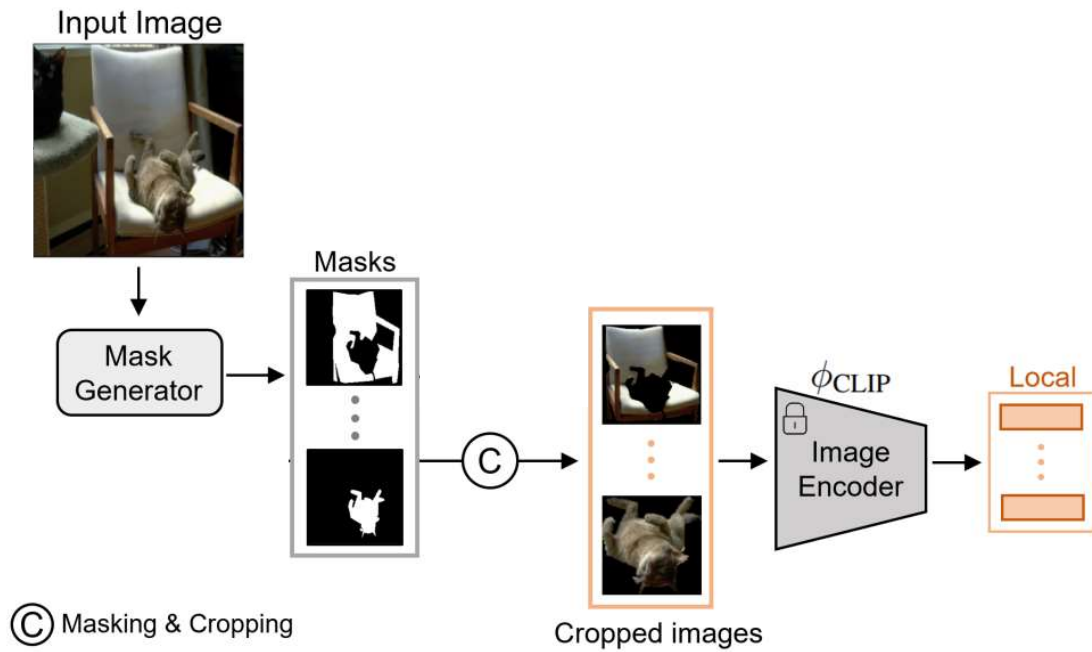 Input Image
Masks
Mask
Generator
ϕCLIP
Local
C
Image
Encoder
C Masking & Cropping
Cropped images